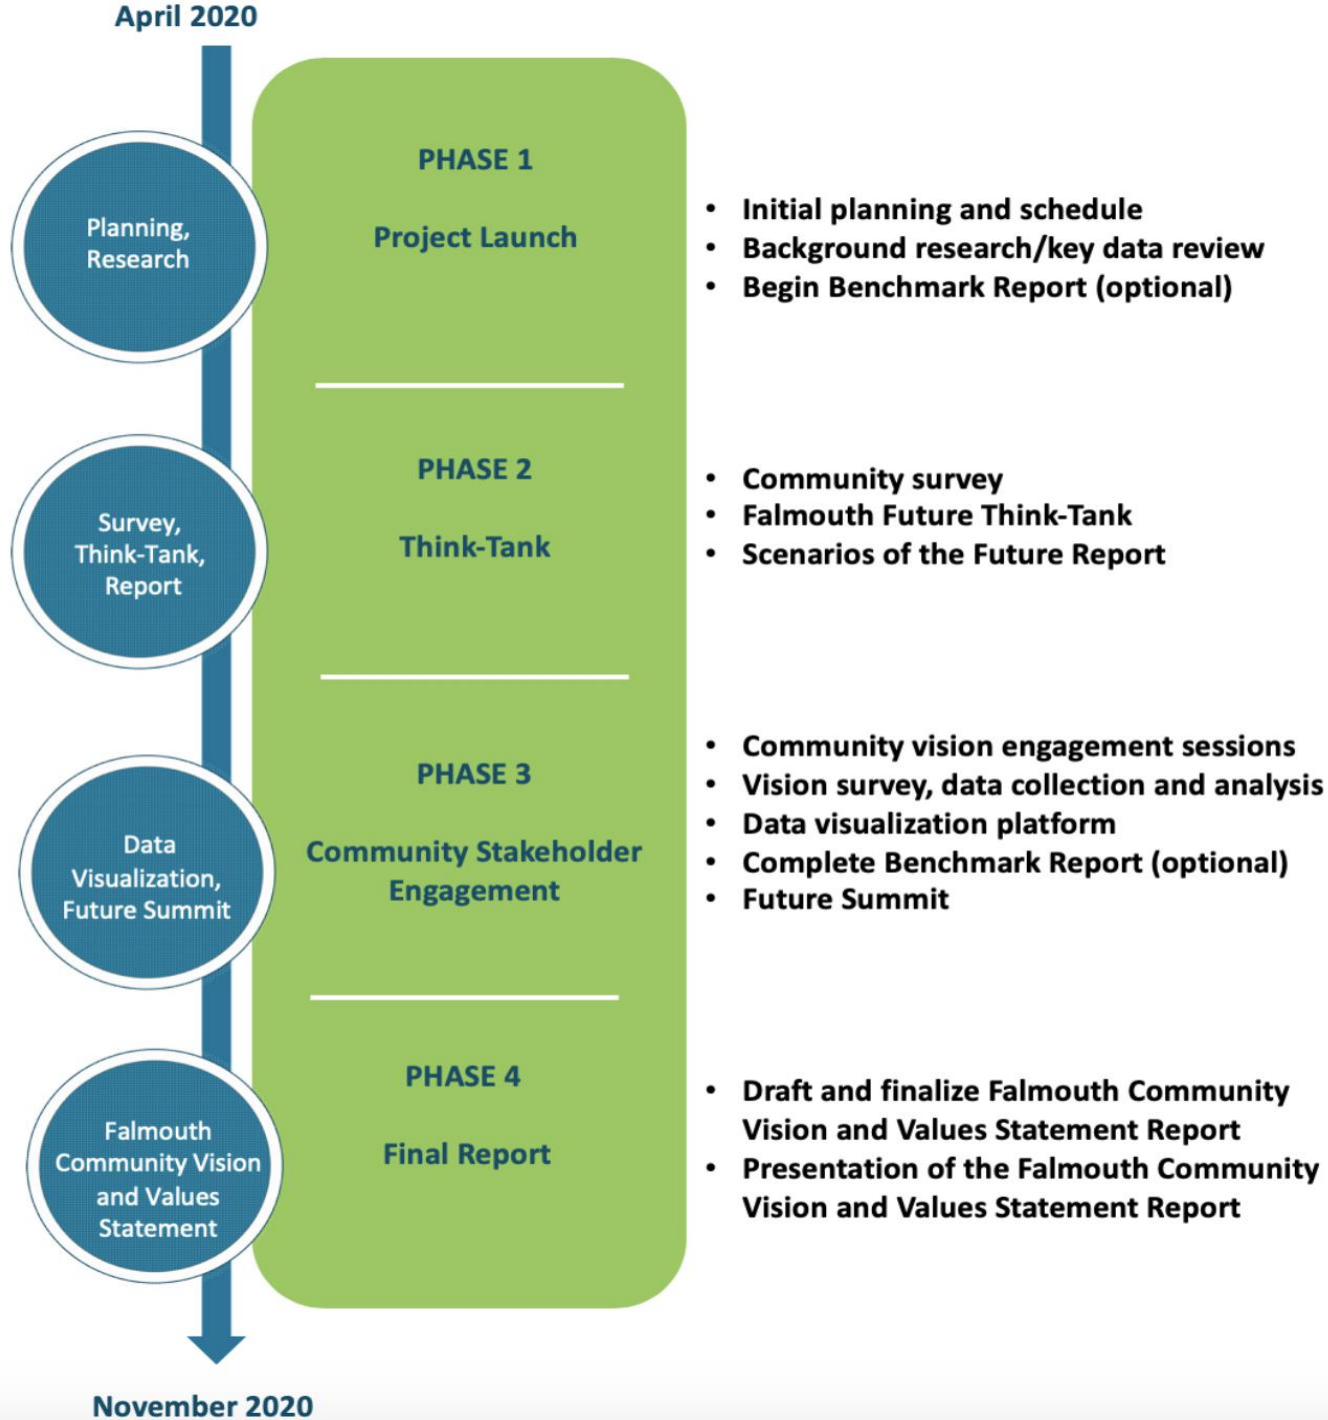 April 2020
Planning,
Research
PHASE 1
Project Launch
• Initial planning and schedule
• Background research/key data review
• Begin Benchmark Report (optional)
Survey,
Think-Tank,
Report
PHASE 2
Think-Tank
• Community survey
• Falmouth Future Think-Tank
• Scenarios of the Future Report
Data
Visualization,
Future Summit
PHASE 3
Community Stakeholder
Engagement
• Community vision engagement sessions
• Vision survey, data collection and analysis
• Data visualization platform
• Complete Benchmark Report (optional)
• Future Summit
Falmouth
Community Vision
and Values
Statement
PHASE 4
Final Report
• Draft and finalize Falmouth Community
Vision and Values Statement Report
• Presentation of the Falmouth Community
Vision and Values Statement Report
November 2020